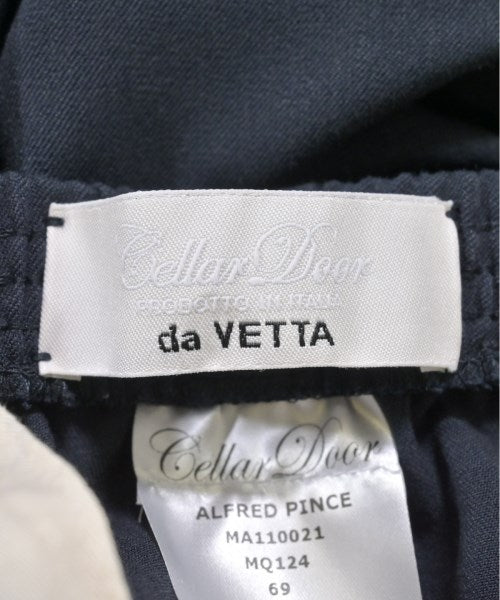 Cellar Door
PRODOTTO IN ITALIA
da VETTA
Cellar Door
ALFRED PINCE
MA110021
MQ124
69